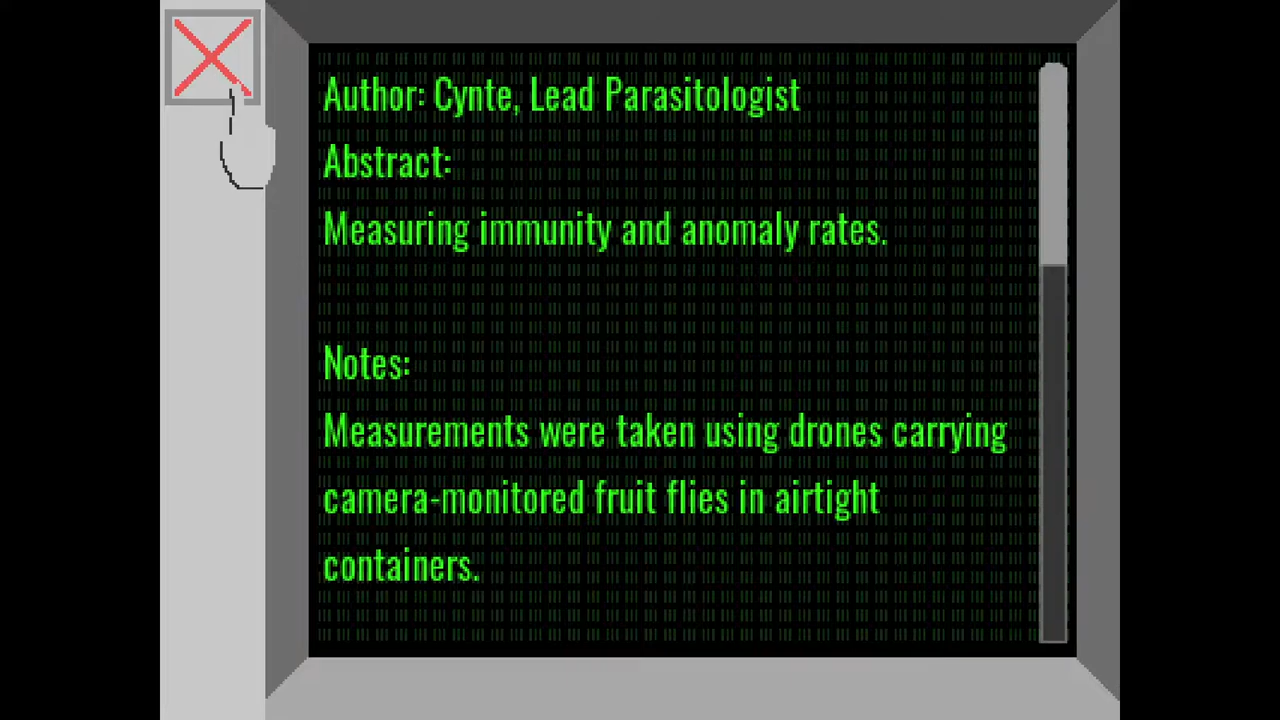 Author: Cynte, Lead Parasitologist
Abstract:
Measuring immunity and anomaly rates.
Notes:
Measurements were taken using drones carrying
camera-monitored fruit flies in airtight
containers.